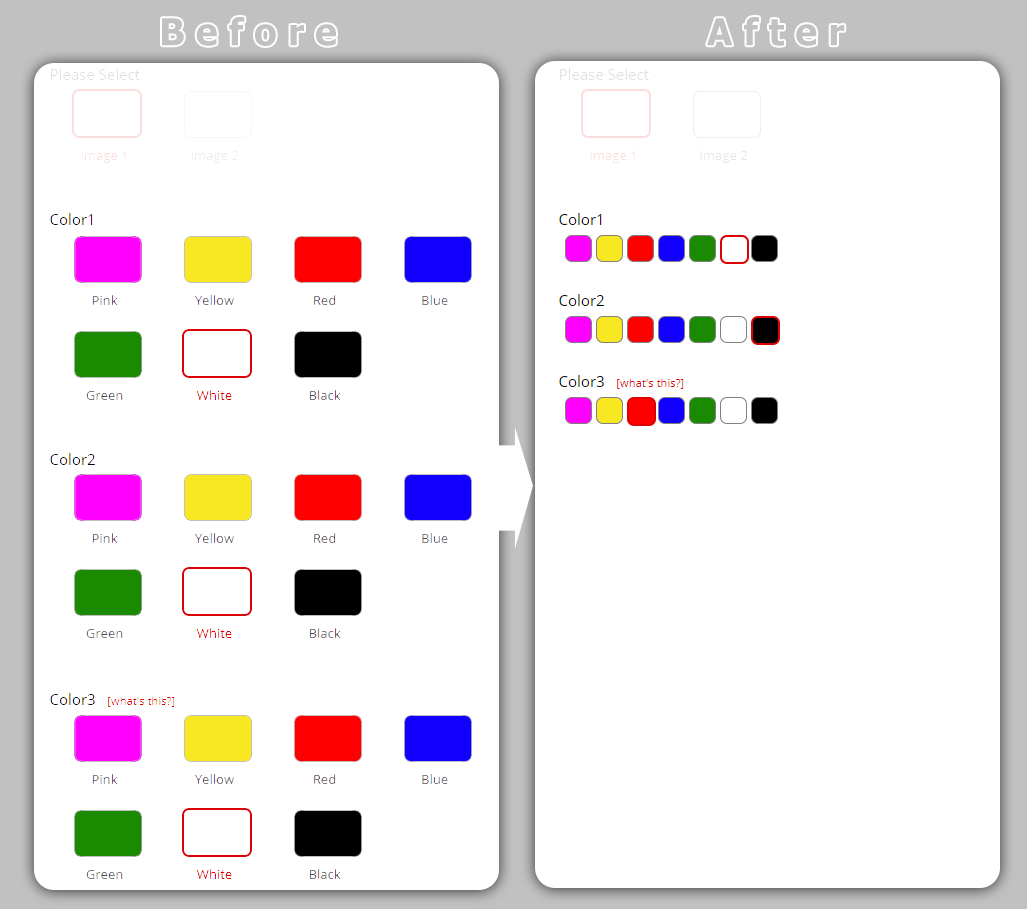 Before
Please Select
image 1 image 2
Color1
Pink Yellow Red Blue
Green White Black
Color2
Pink Yellow Red Blue
Green White Black
Color3 [what's this?]
Pink Yellow Red Blue
Green White Black
After
Please Select
image 1 image 2
Color1
Color2
Color3 [what's this?]